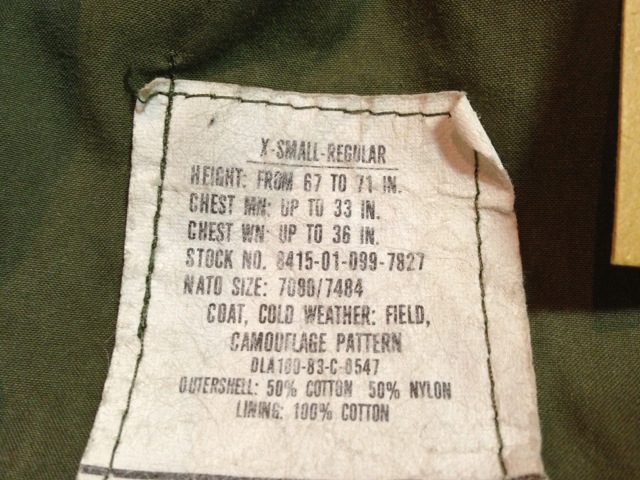 X-SMALL-REGULAR
HEIGHT: FROM 67 TO 71 IN.
CHEST MN: UP TO 33 IN.
CHEST WN: UP TO 36 IN.
STOCK NO. 8415-01-099-7827
NATO SIZE: 7080/7484
COAT, COLD WEATHER: FIELD,
CAMOUFLAGE PATTERN
DLA100-83-C-0547
OUTERSHELL: 50% COTTON 50% NYLON
LINING: 100% COTTON